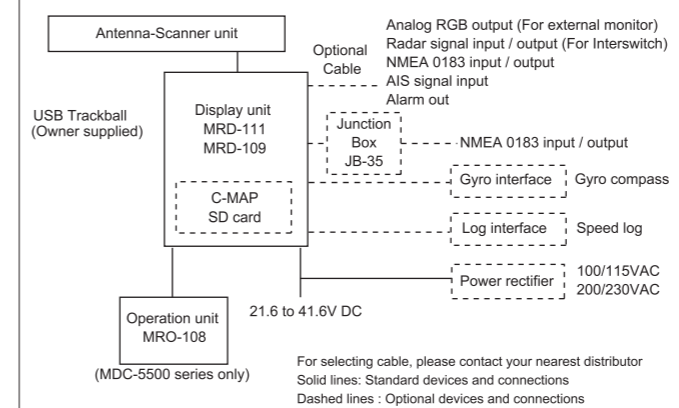 Antenna-Scanner unit
Optional
Cable
Analog RGB output (For external monitor)
Radar signal input / output (For Interswitch)
NMEA 0183 input / output
AIS signal input
Alarm out
USB Trackball
(Owner supplied)
Display unit
MRD-111
MRD-109
Junction
Box
JB-35
NMEA 0183 input / output
C-MAP
SD card
Gyro interface
Gyro compass
Log interface
Speed log
Power rectifier
100/115VAC
200/230VAC
21.6 to 41.6V DC
Operation unit
MRO-108
(MDC-5500 series only)
For selecting cable, please contact your nearest distributor
Solid lines: Standard devices and connections
Dashed lines : Optional devices and connections